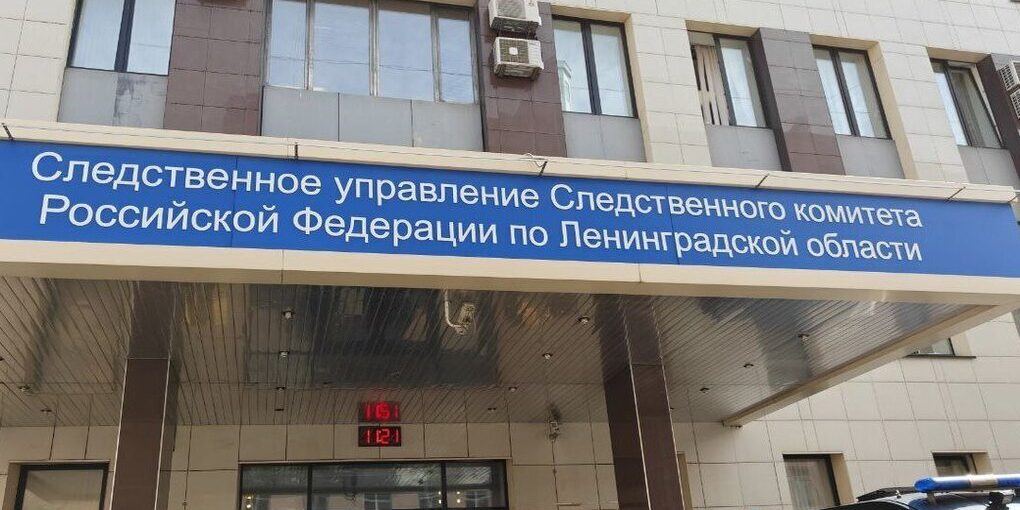 Следственное управление Следственного комитета
Российской Федерации по Ленинградской области